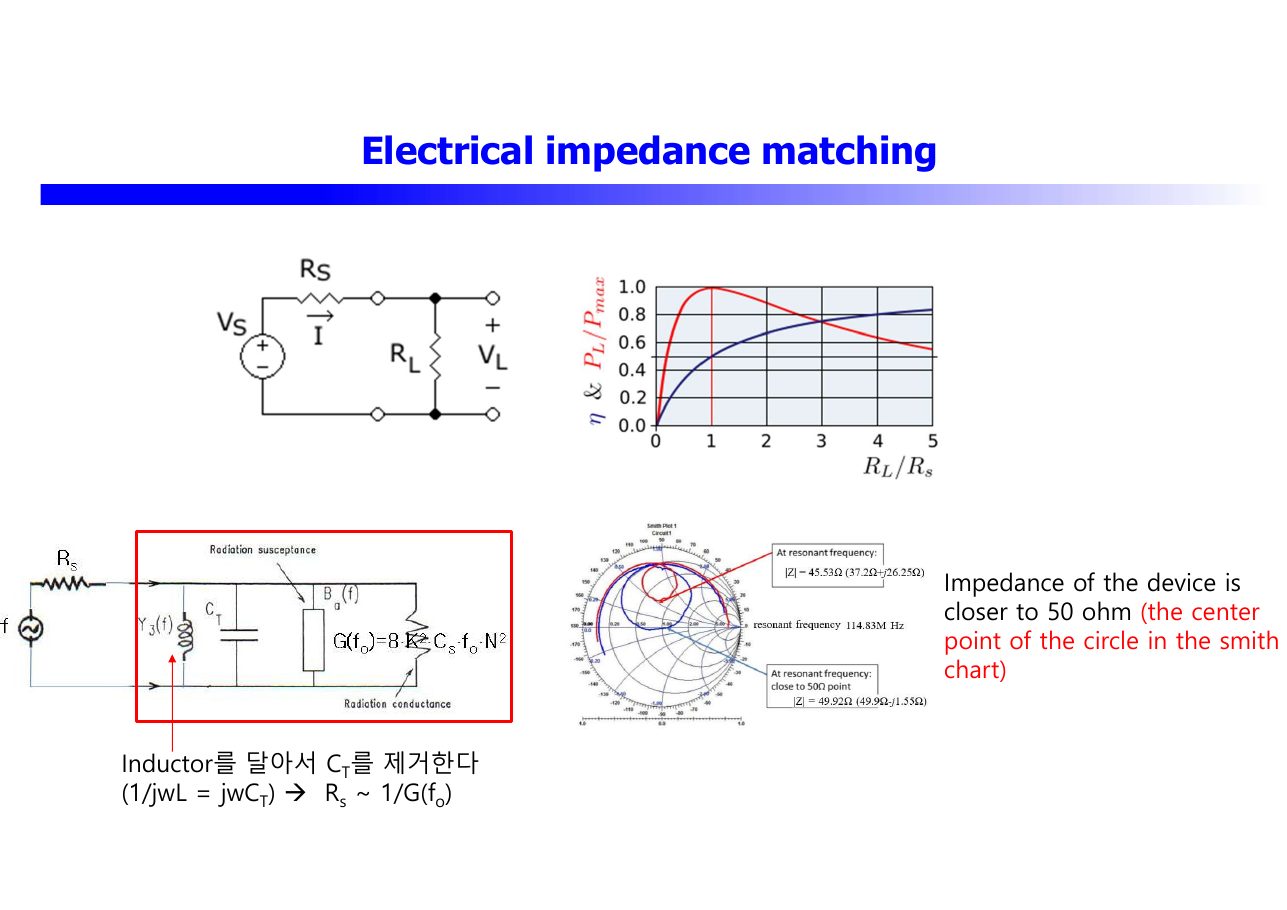 Electrical impedance matching
R_S
V_S
+
−
I
R_L
+
V_L
−
η & P_L/P_max
1.0
0.8
0.6
0.4
0.2
0.0
0 1 2 3 4 5
R_L/R_s
R_s
f
Radiation susceptance
Y_3(f)
C_T
B_a(f)
G(f_o)=8·K²·C_s·f_o·N²
Radiation conductance
Inductor를 달아서 C_T를 제거한다
(1/jwL = jwC_T) → R_s ~ 1/G(f_o)
Smith Plot 1
Circuit1
At resonant frequency:
|Z| = 45.53Ω (37.2Ω+j26.25Ω)
resonant frequency 114.83M Hz
At resonant frequency:
close to 50Ω point
|Z| = 49.92Ω (49.9Ω-j1.55Ω)
Impedance of the device is
closer to 50 ohm (the center
point of the circle in the smith
chart)